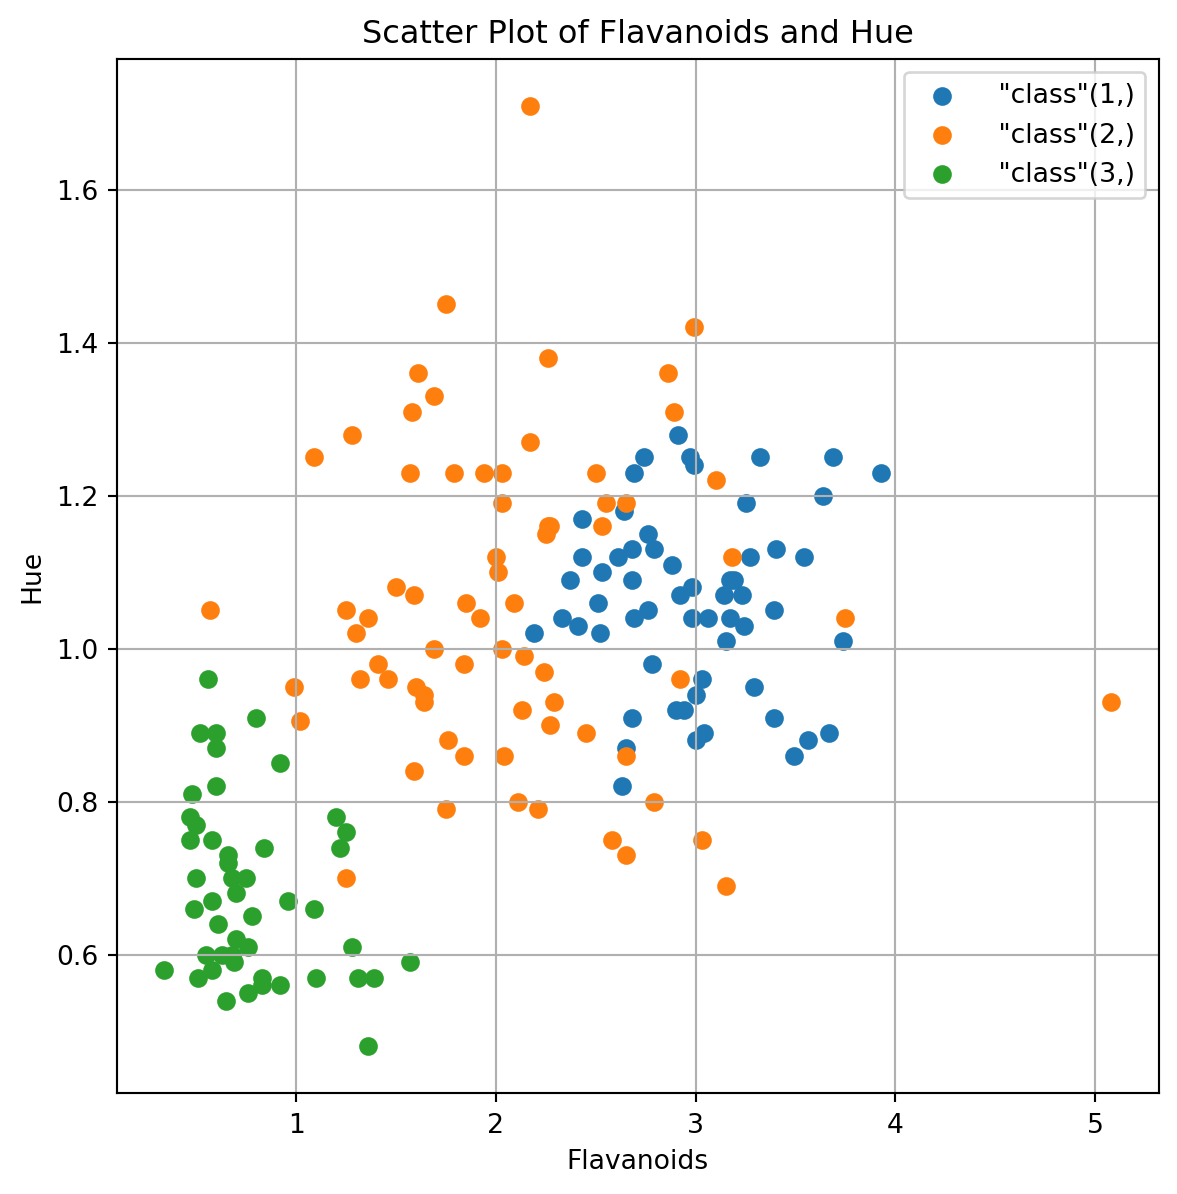 Scatter Plot of Flavanoids and Hue
"class"(1,)
"class"(2,)
"class"(3,)
1.6
1.4
1.2
1.0
0.8
0.6
Hue
1 2 3 4 5
Flavanoids